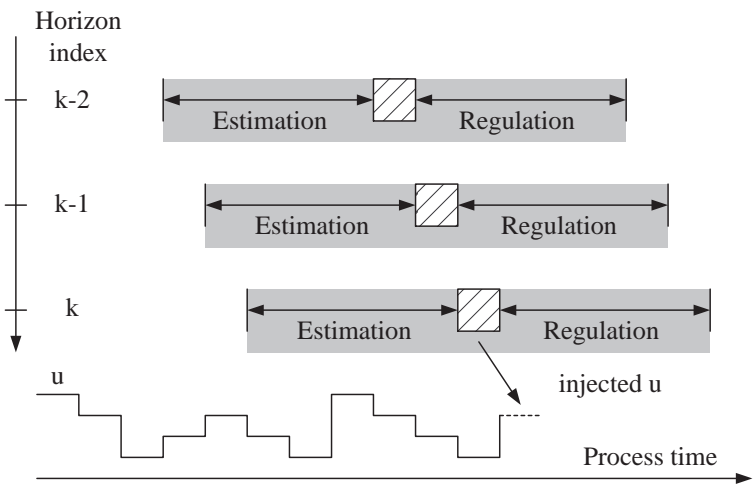 Horizon
index
k-2
Estimation
Regulation
k-1
Estimation
Regulation
k
Estimation
Regulation
u
injected u
Process time